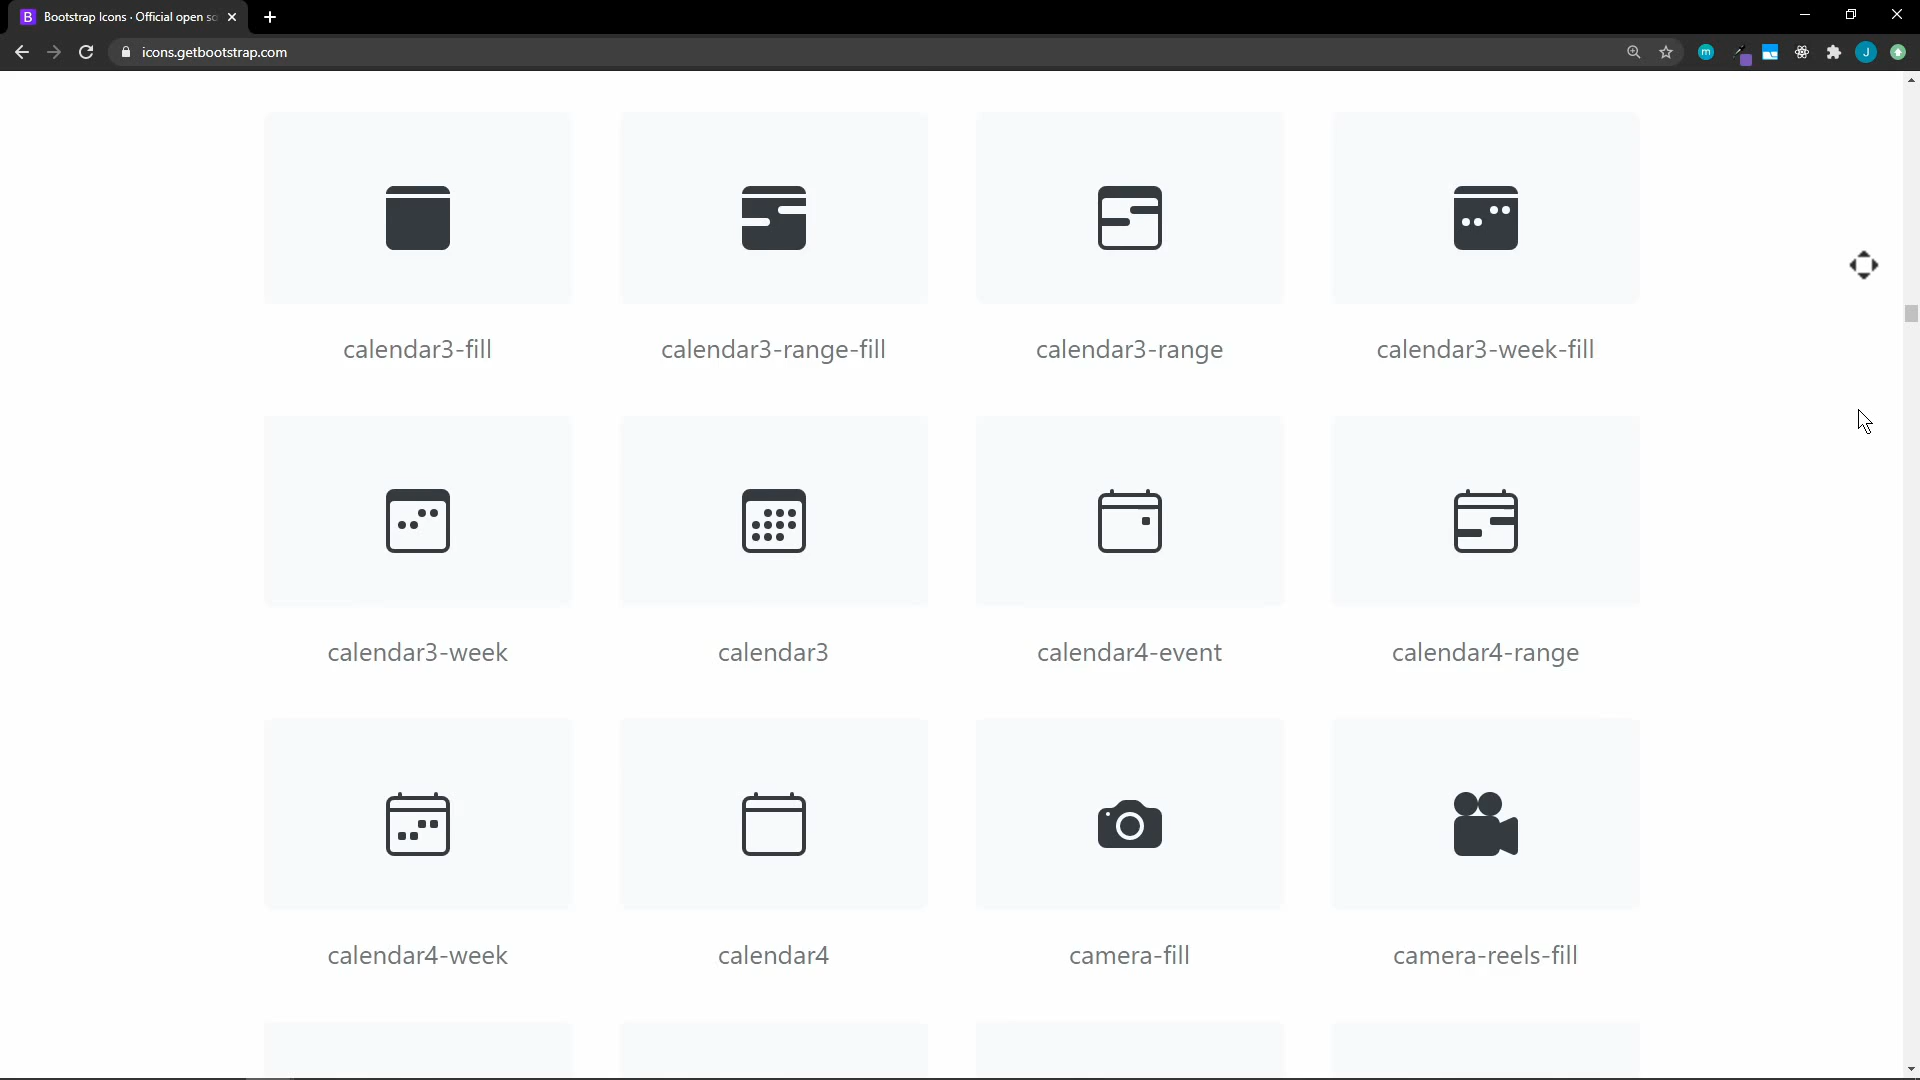 Bootstrap Icons · Official open so
icons.getbootstrap.com
calendar3-fill
calendar3-range-fill
calendar3-range
calendar3-week-fill
calendar3-week
calendar3
calendar4-event
calendar4-range
calendar4-week
calendar4
camera-fill
camera-reels-fill